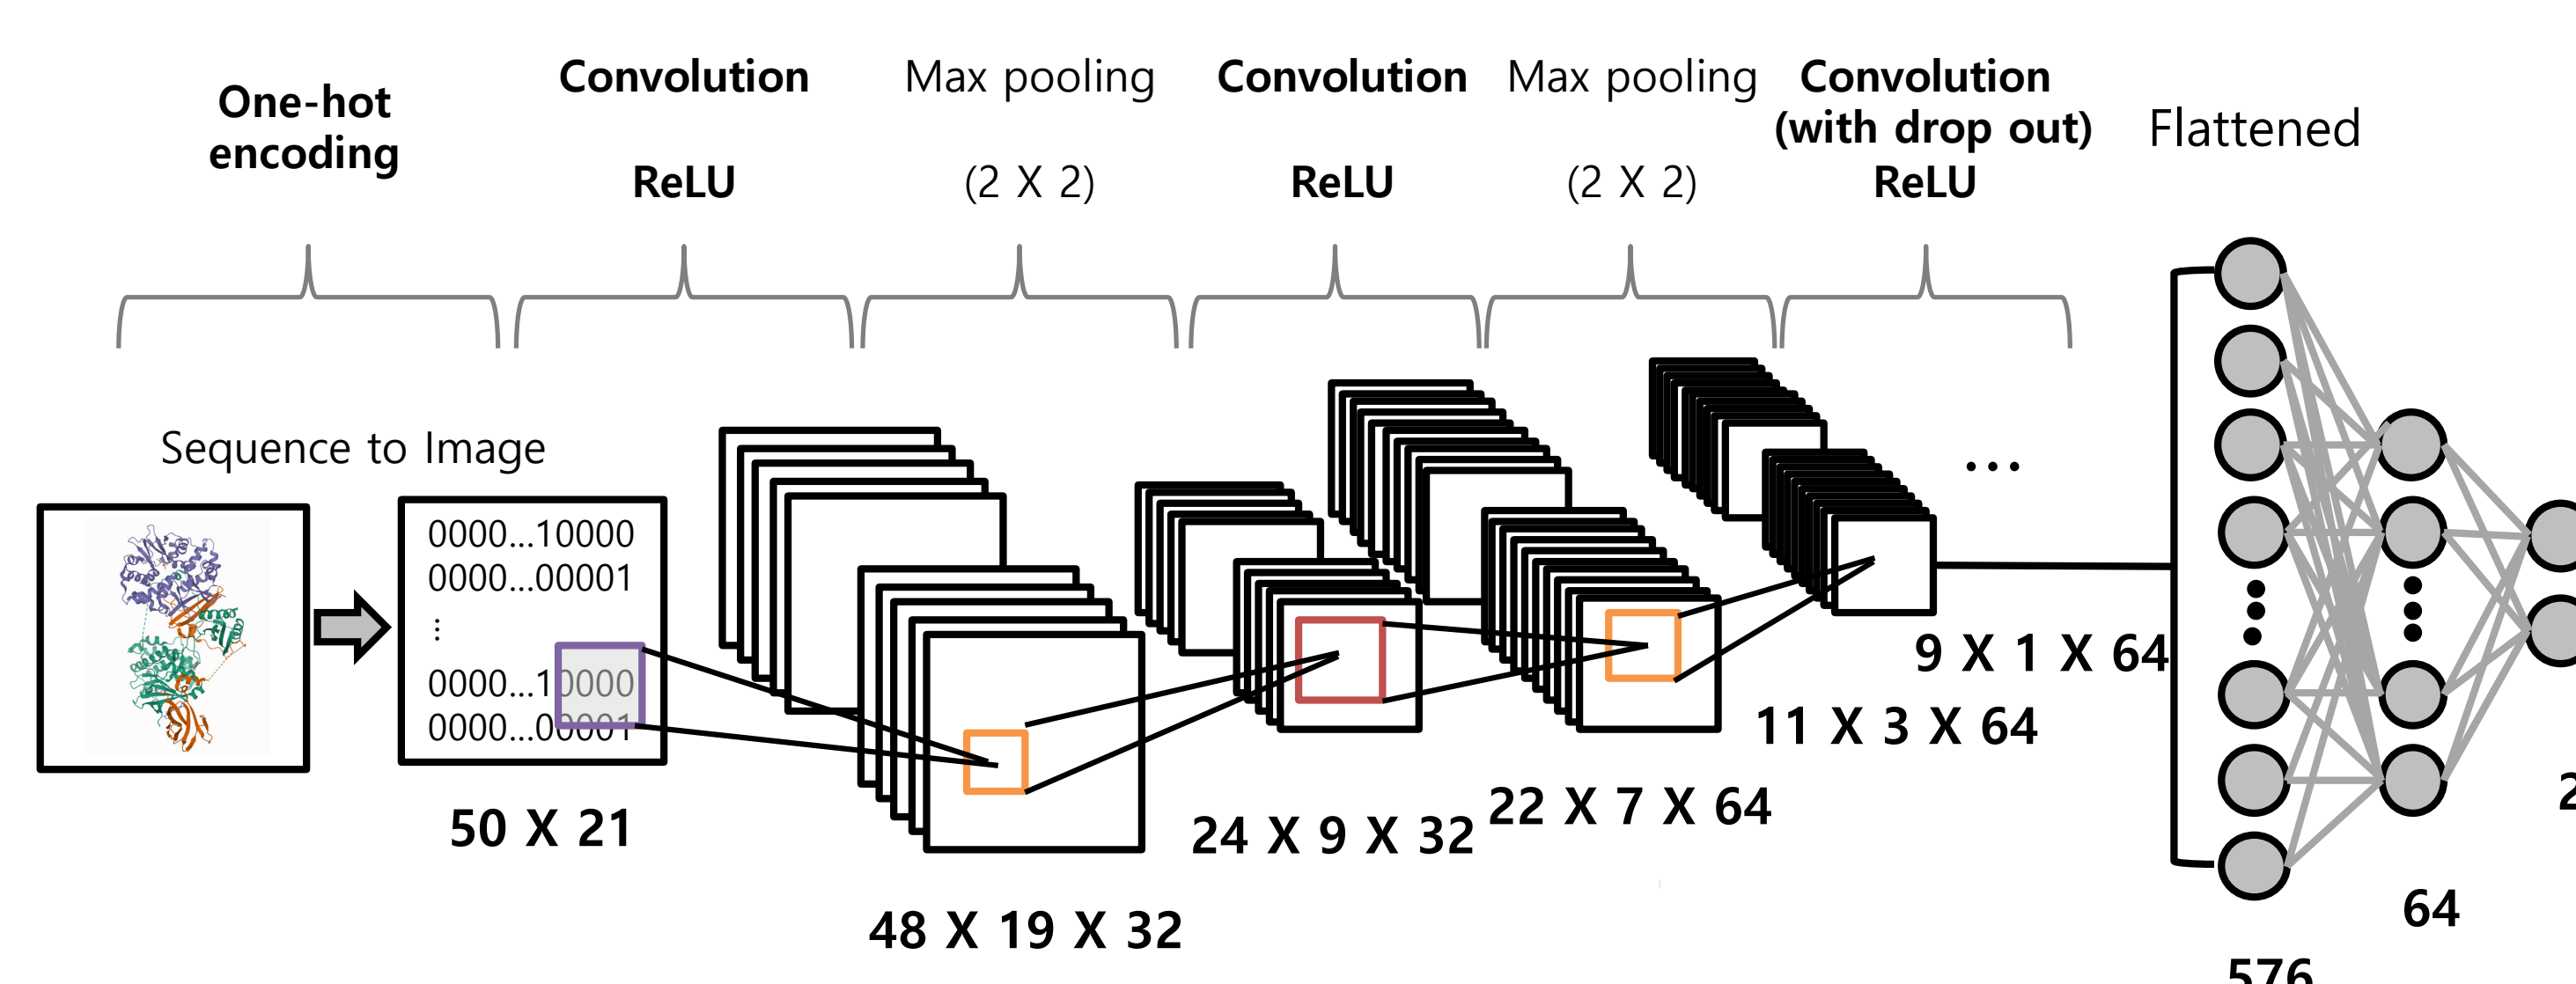 One-hot
encoding
Convolution
ReLU
Max pooling
(2 X 2)
Convolution
ReLU
Max pooling
(2 X 2)
Convolution
(with drop out)
ReLU
Flattened
Sequence to Image
0000...10000
0000...00001
⋮
0000...10000
0000...00001
50 X 21
48 X 19 X 32
24 X 9 X 32
22 X 7 X 64
11 X 3 X 64
9 X 1 X 64
...
576
64
2